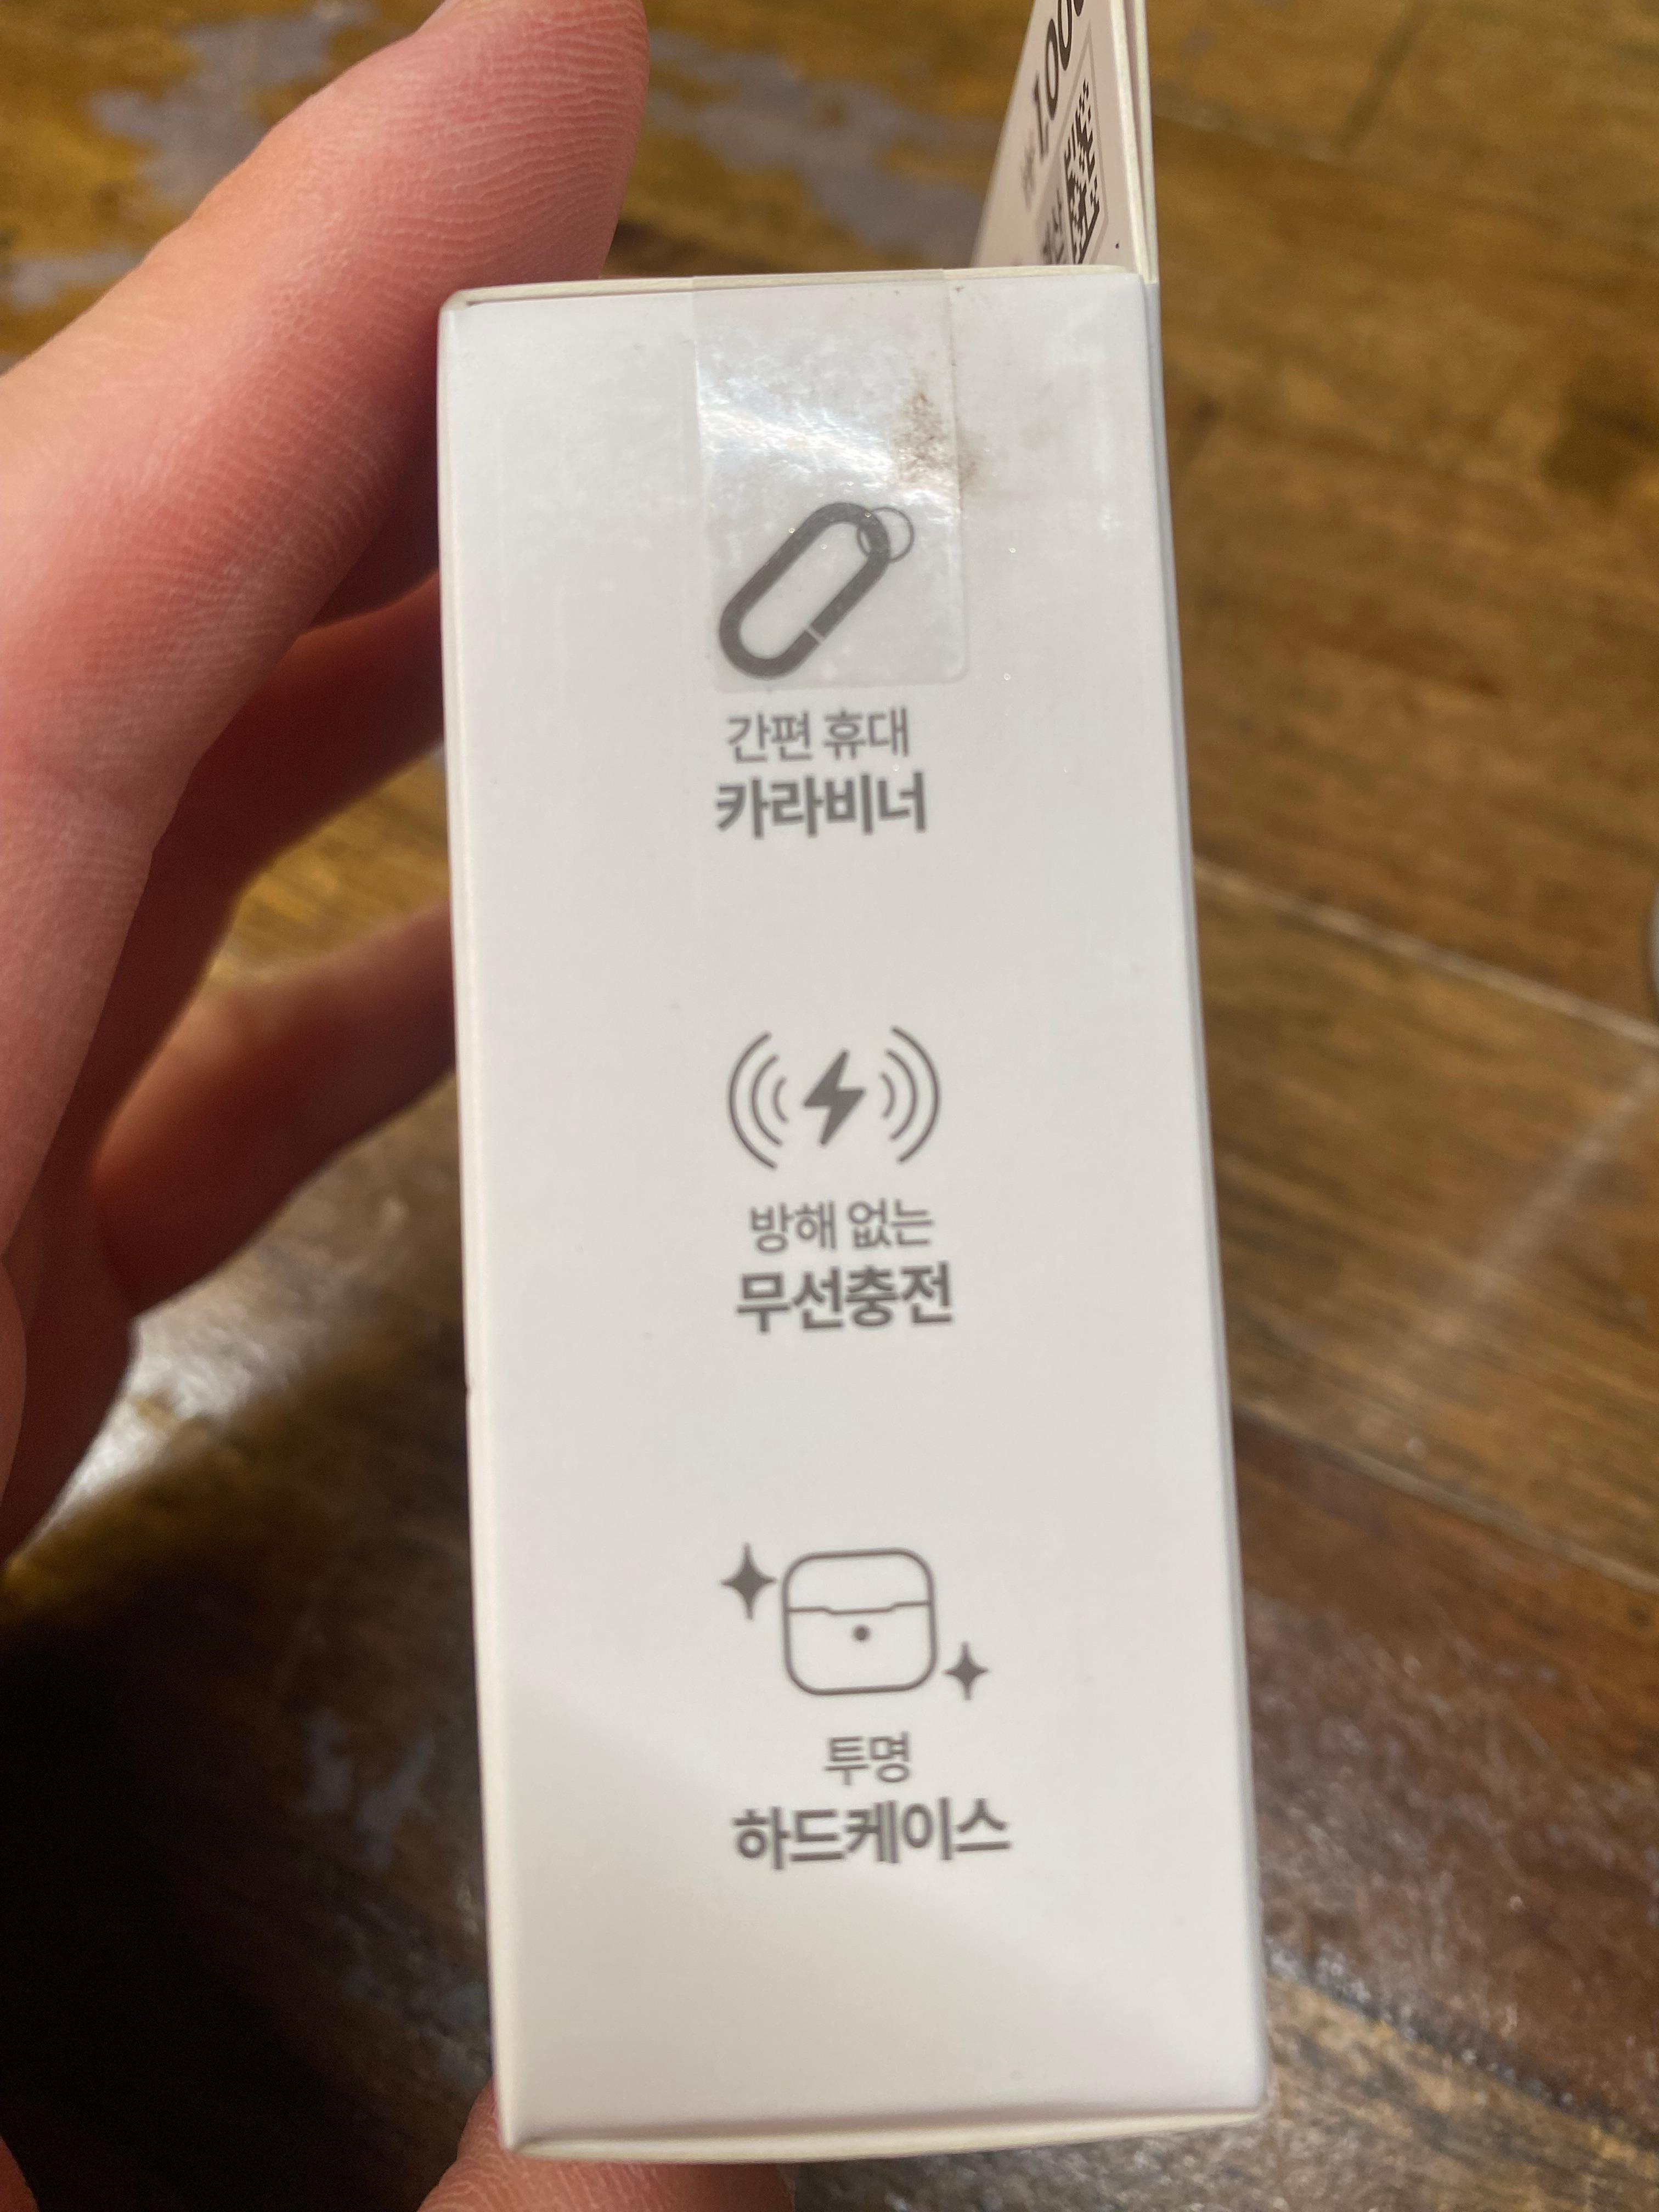 간편 휴대
카라비너
방해 없는
무선충전
투명
하드케이스